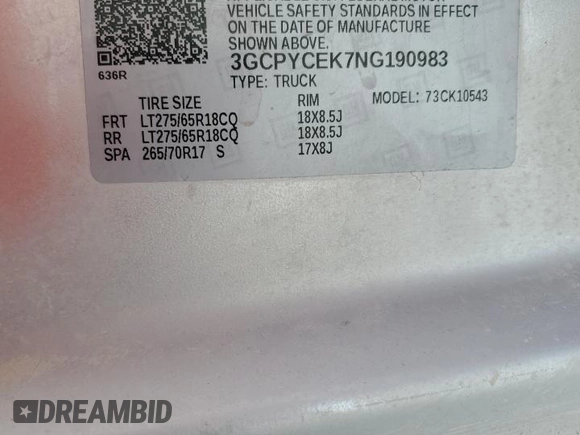 VEHICLE SAFETY STANDARDS IN EFFECT
ON THE DATE OF MANUFACTURE
SHOWN ABOVE.
3GCPYCEK7NG190983
TYPE: TRUCK
636R
TIRE SIZE RIM MODEL: 73CK10543
FRT LT275/65R18CQ 18X8.5J
RR LT275/65R18CQ 18X8.5J
SPA 265/70R17 S 17X8J
DREAMBID